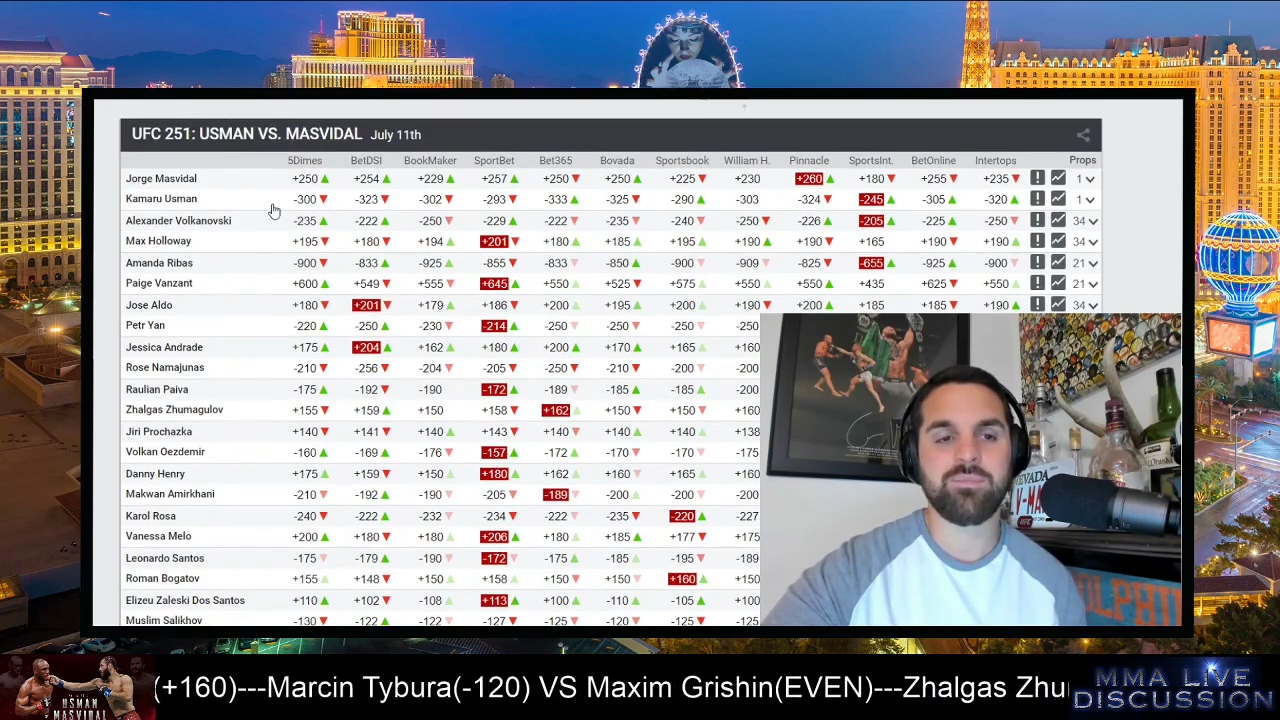 UFC 251: USMAN VS. MASVIDAL July 11th
5Dimes BetDSI BookMaker SportBet Bet365 Bovada Sportsbook William H. Pinnacle SportsInt. BetOnline Intertops Props
Jorge Masvidal +250 +254 +229 +257 +250 +225 +230 +260 +180 +255 +235 1
Kamaru Usman -300 -323 -302 -293 -333 -325 -290 -303 -324 -245 -305 -320 1
Alexander Volkanovski -235 -222 -250 -229 -222 -235 -240 -250 -226 -205 -225 -250 34
Max Holloway +195 +180 +194 +201 +180 +185 +195 +190 +190 +165 +190 +190 34
Amanda Ribas -900 -833 -925 -855 -833 -850 -900 -909 -825 -655 -925 -900 21
Paige Vanzant +600 +549 +555 +645 +550 +525 +575 +550 +550 +435 +625 +550 21
Jose Aldo +180 +201 +179 +186 +200 +195 +200 +190 +200 +185 +185 +190 34
Petr Yan -220 -250 -230 -214 -250 -250 -250 -250
Jessica Andrade +175 +204 +162 +180 +200 +170 +165 +160
Rose Namajunas -210 -256 -204 -205 -250 -210 -200 -200
Raulian Paiva -175 -192 -190 -172 -189 -185 -185 -190
Zhalgas Zhumagulov +155 +159 +150 +158 +162 +150 +150 +160
Jiri Prochazka +140 +141 +140 +143 +140 +140 +140 +138
Volkan Oezdemir -160 -169 -176 -157 -172 -170 -170 -175
Danny Henry +175 +159 +150 +180 +162 +160 +165 +160
Makwan Amirkhani -210 -192 -190 -205 -189 -200 -200 -200
Karol Rosa -240 -222 -232 -234 -222 -235 -220 -227
Vanessa Melo +200 +180 +180 +206 +180 +185 +177 +175
Leonardo Santos -175 -179 -190 -172 -175 -185 -195 -189
Roman Bogatov +155 +148 +150 +158 +150 +150 +160 +150
Elizeu Zaleski Dos Santos +110 +102 -108 +113 +100 -110 -105 +100
Muslim Salikhov -130 -122 -112 -127 -125 -120 -125 -125
NEVADA
UFC
(+160)---Marcin Tybura(-120) VS Maxim Grishin(EVEN)---Zhalgas Zhu
USMAN
MASVIDAL
MMA LIVE
DISCUSSION